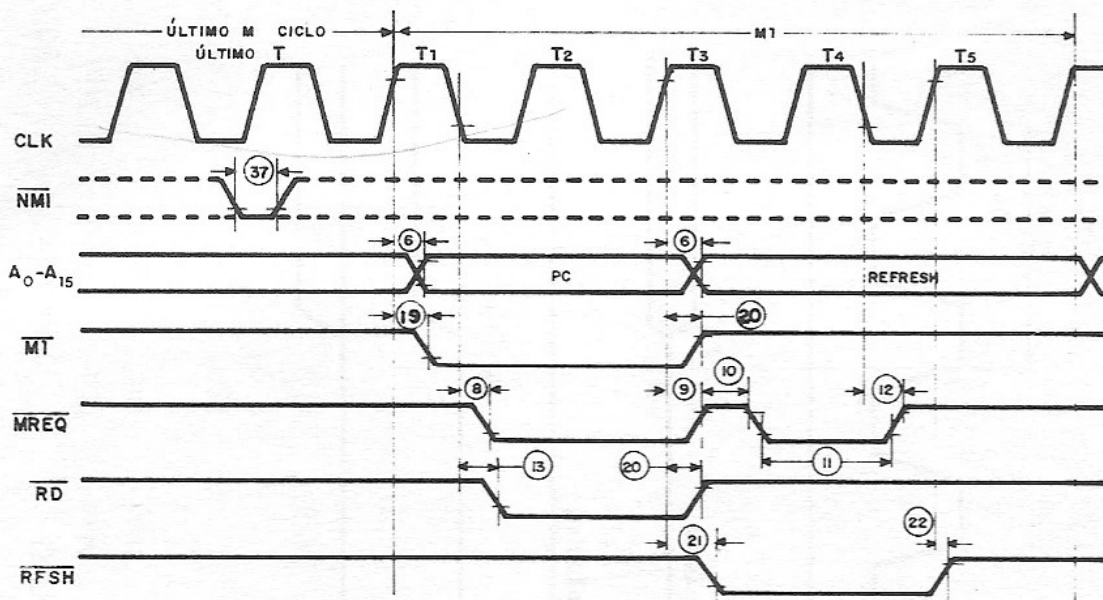 ÚLTIMO M CICLO
M1
ÚLTIMO T
T1
T2
T3
T4
T5
CLK
37
NMI
6
6
A0-A15
PC
REFRESH
19
20
M1
8
9
10
12
MREQ
11
13
20
RD
21
22
RFSH